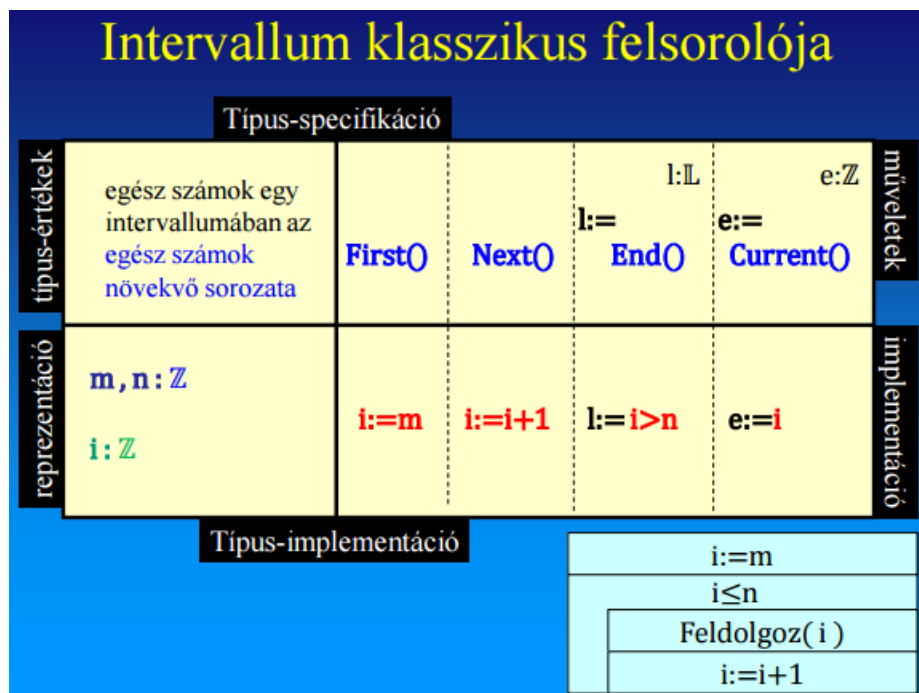 Intervallum klasszikus felsorolója
Típus-specifikáció
típus-értékek
egész számok egy
intervallumában az
egész számok
növekvő sorozata
First()
Next()
l:𝕃
l:=
End()
e:ℤ
e:=
Current()
műveletek
reprezentáció
m , n : ℤ
i : ℤ
i:=m
i:=i+1
l:= i>n
e:=i
implementáció
Típus-implementáció
i:=m
i≤n
Feldolgoz( i )
i:=i+1